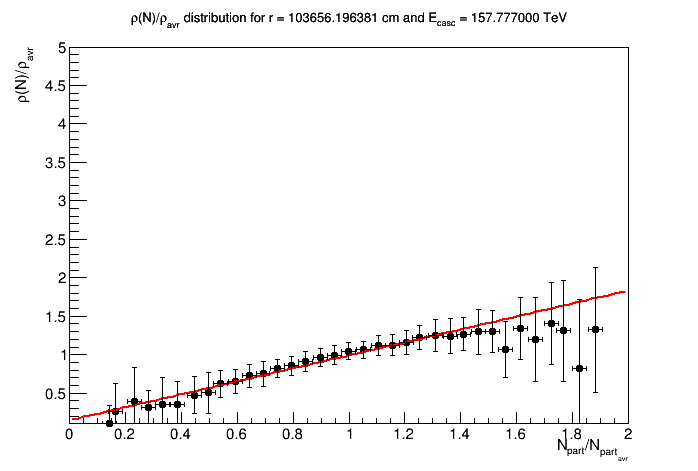 ρ(N)/ρavr distribution for r = 103656.196381 cm and Ecasc = 157.777000 TeV
ρ(N)/ρavr
5
4.5
4
3.5
3
2.5
2
1.5
1
0.5
0 0.2 0.4 0.6 0.8 1 1.2 1.4 1.6 1.8 2
Npart/Npartavr